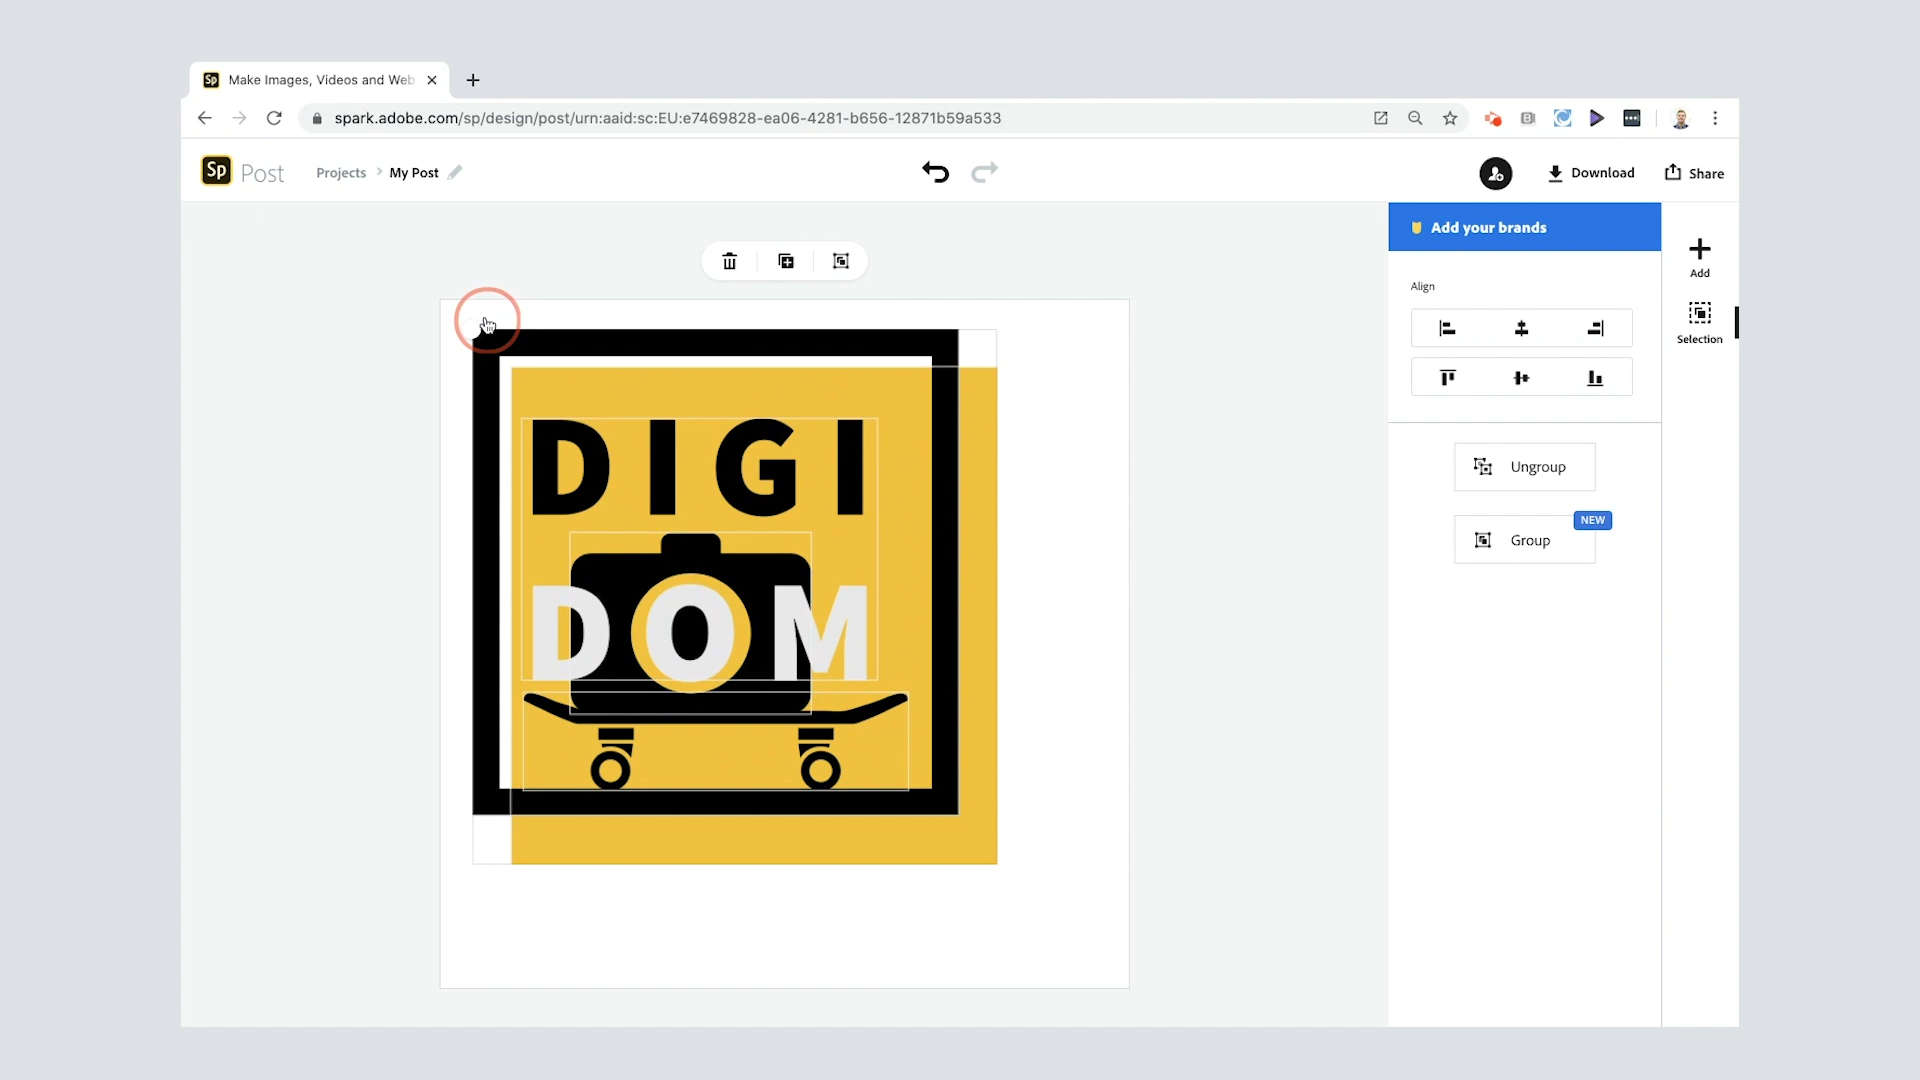 Sp Make Images, Videos and Web
spark.adobe.com/sp/design/post/urn:aaid:sc:EU:e7469828-ea06-4281-b656-12871b59a533
Sp Post Projects > My Post Download Share
Add your brands
Add
Align
Selection
DIGI
DOM
Ungroup
NEW
Group